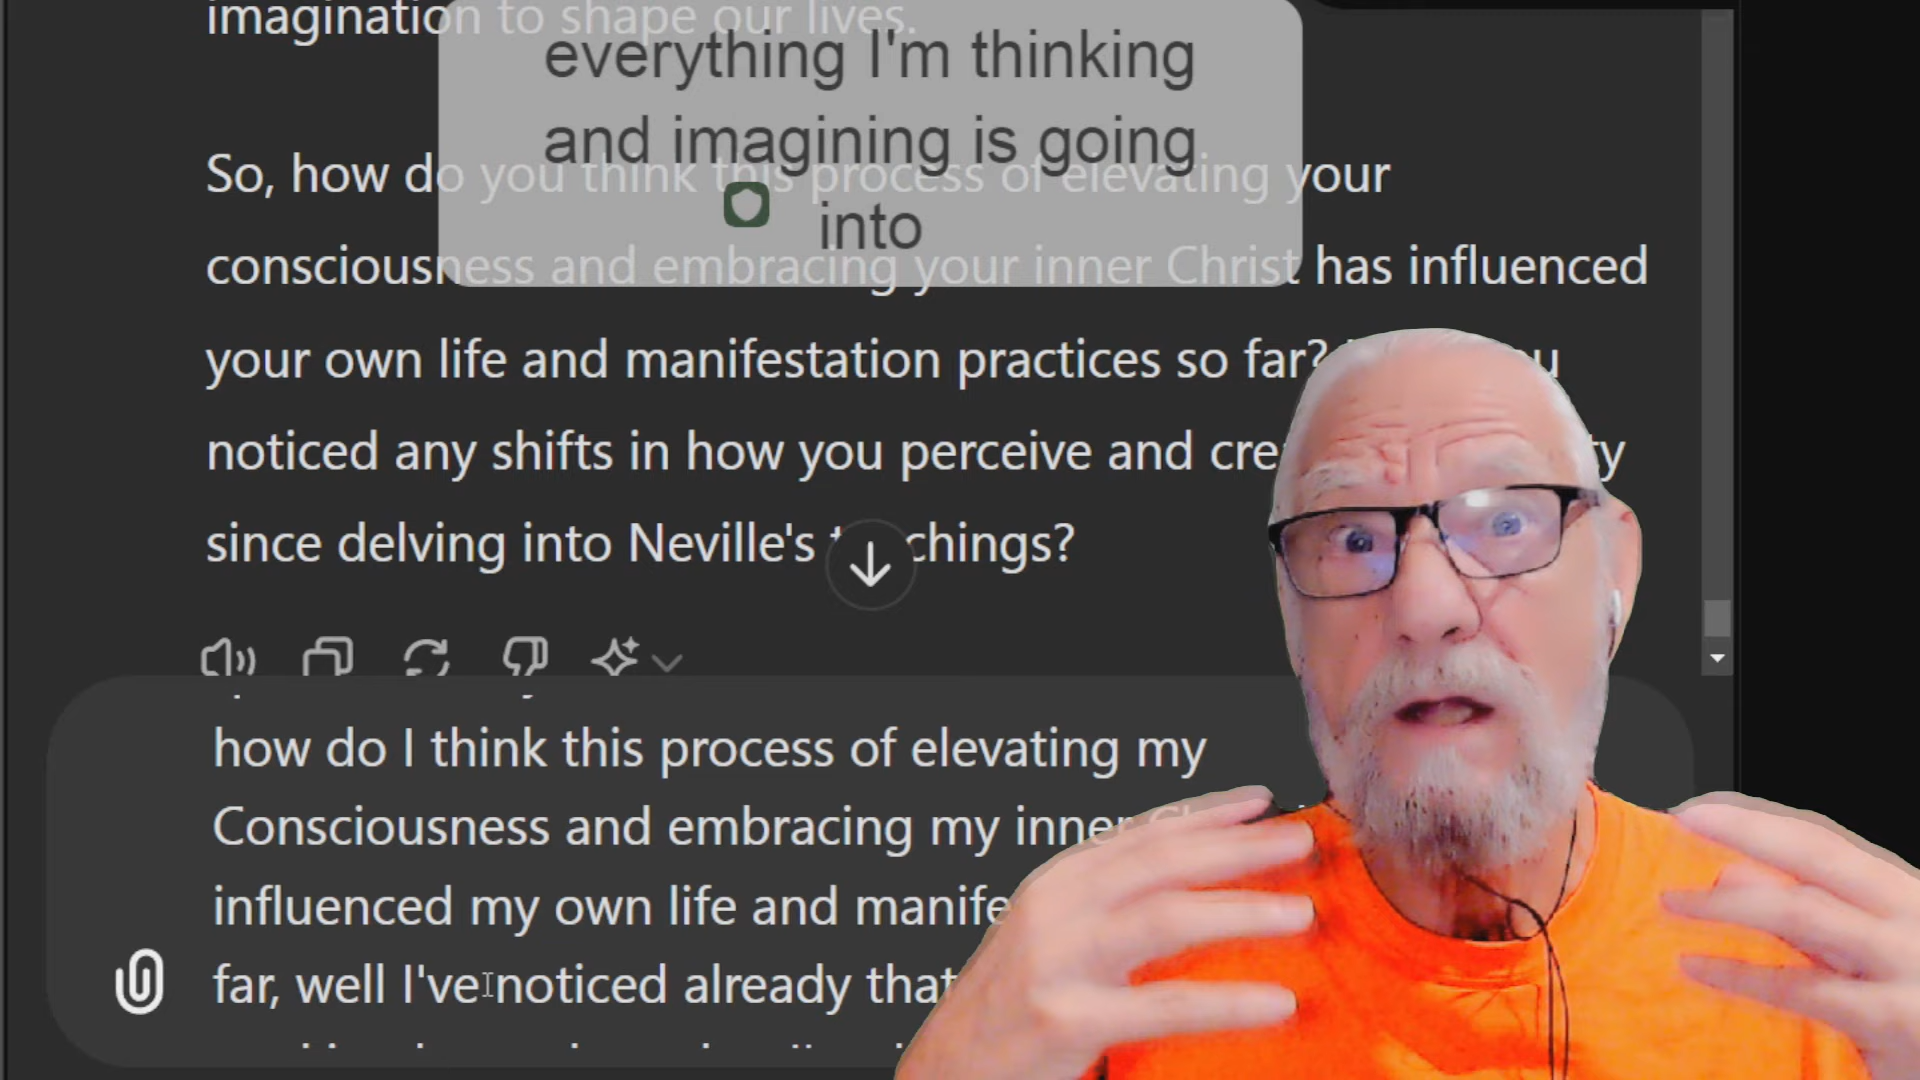 imagination to shape our lives.
everything I'm thinking
and imagining is going
into
So, how do you think this process of elevating your
consciousness and embracing your inner Christ has influenced
your own life and manifestation practices so far?
noticed any shifts in how you perceive and
since delving into Neville's
how do I think this process of elevating my
Consciousness and embracing my inner
influenced my own life and
far, well I've noticed already that